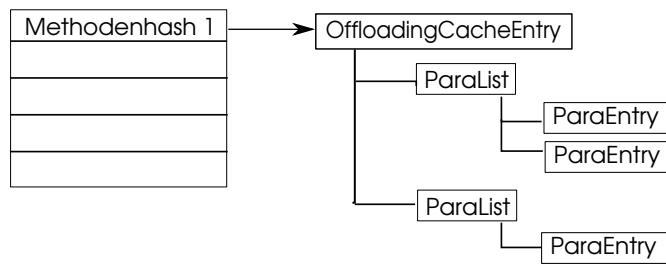 Methodenhash 1
OffloadingCacheEntry
ParaList
ParaEntry
ParaEntry
ParaList
ParaEntry